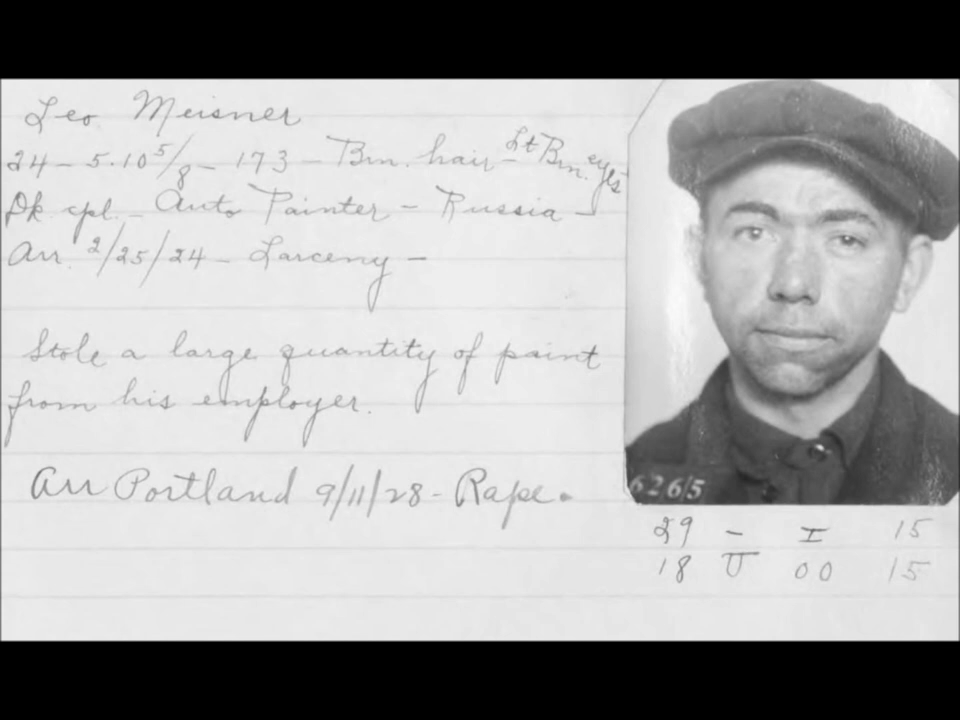 Leo Meisner
24 - 5.10 5/8 - 173 - Brn. hair - Lt Brn. eyes
Dk cpl. - Auto Painter - Russia -
Arr. 2/25/24 - Larceny -
Stole a large quantity of paint
from his employer.
Arr Portland 9/11/28 - Rape.
6265
29 - I 15
18 U 00 15